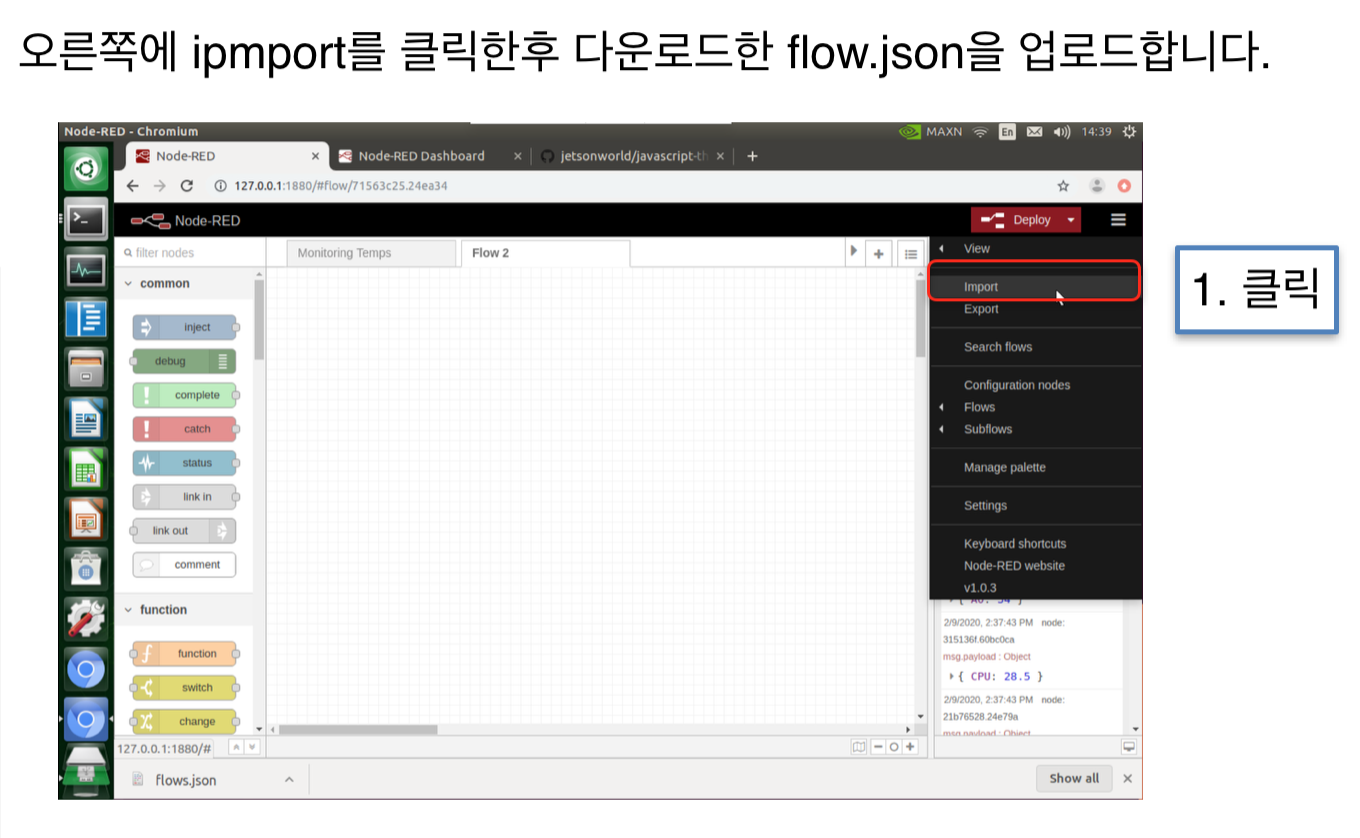 오른쪽에 ipmport를 클릭한후 다운로드한 flow.json을 업로드합니다.
Node-RED - Chromium
MAXN
En
14:39
Node-RED
Node-RED Dashboard
jetsonworld/javascript-th
127.0.0.1:1880/#flow/71563c25.24ea34
Node-RED
Deploy
filter nodes
Monitoring Temps
Flow 2
View
common
Import
1. 클릭
Export
inject
Search flows
debug
Configuration nodes
complete
Flows
catch
Subflows
status
Manage palette
link in
Settings
link out
Keyboard shortcuts
comment
Node-RED website
v1.0.3
function
{ AO: 34 }
2/9/2020, 2:37:43 PM node:
315136f.60bc0ca
function
msg.payload : Object
{ CPU: 28.5 }
switch
2/9/2020, 2:37:43 PM node:
21b76528.24e79a
change
msg.payload : Object
127.0.0.1:1880/#
flows.json
Show all